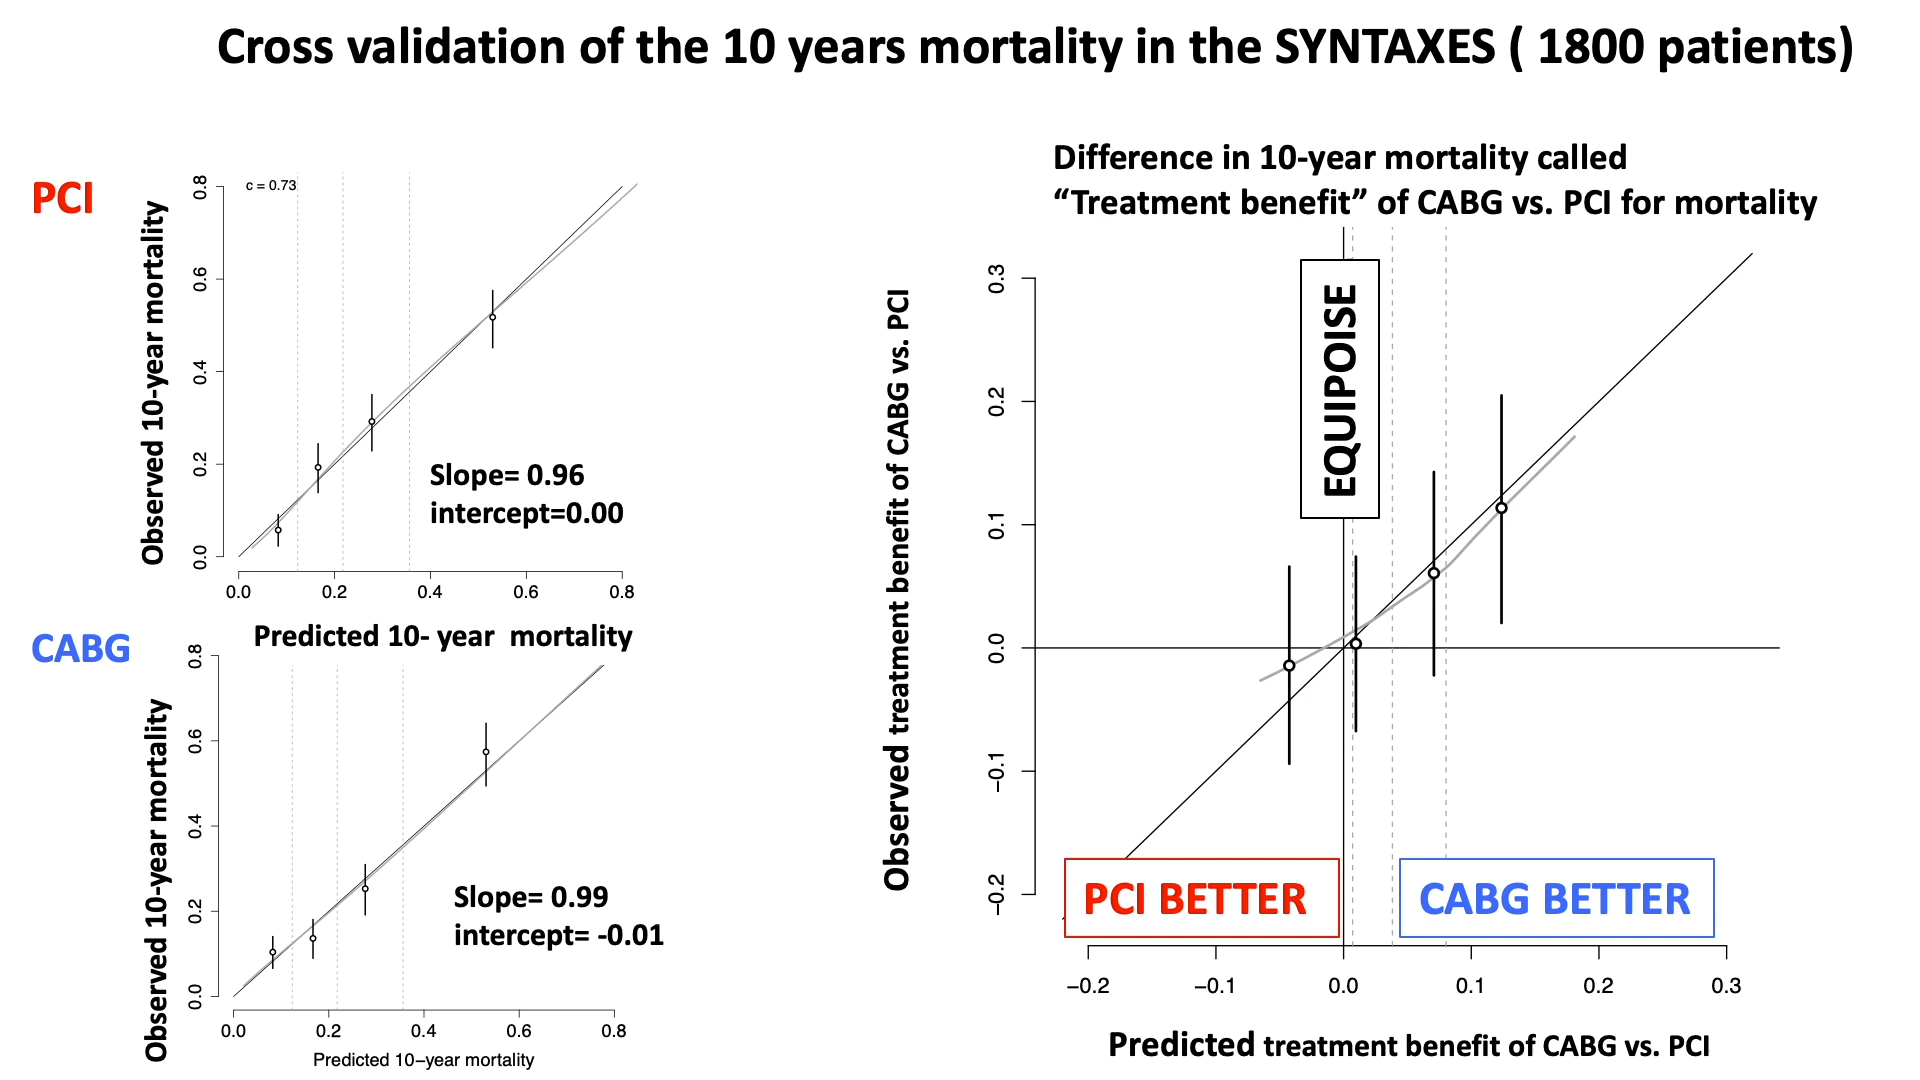 Cross validation of the 10 years mortality in the SYNTAXES ( 1800 patients)
PCI
c = 0.73
Observed 10-year mortality
0.8
0.6
0.4
0.2
0.0
Slope= 0.96
intercept=0.00
0.0 0.2 0.4 0.6 0.8
Predicted 10- year mortality
CABG
Observed 10-year mortality
0.8
0.6
0.4
0.2
0.0
Slope= 0.99
intercept= -0.01
0.0 0.2 0.4 0.6 0.8
Predicted 10−year mortality
Difference in 10-year mortality called
“Treatment benefit” of CABG vs. PCI for mortality
Observed treatment benefit of CABG vs. PCI
0.3
0.2
0.1
0.0
−0.1
−0.2
EQUIPOISE
PCI BETTER
CABG BETTER
−0.2 −0.1 0.0 0.1 0.2 0.3
Predicted treatment benefit of CABG vs. PCI